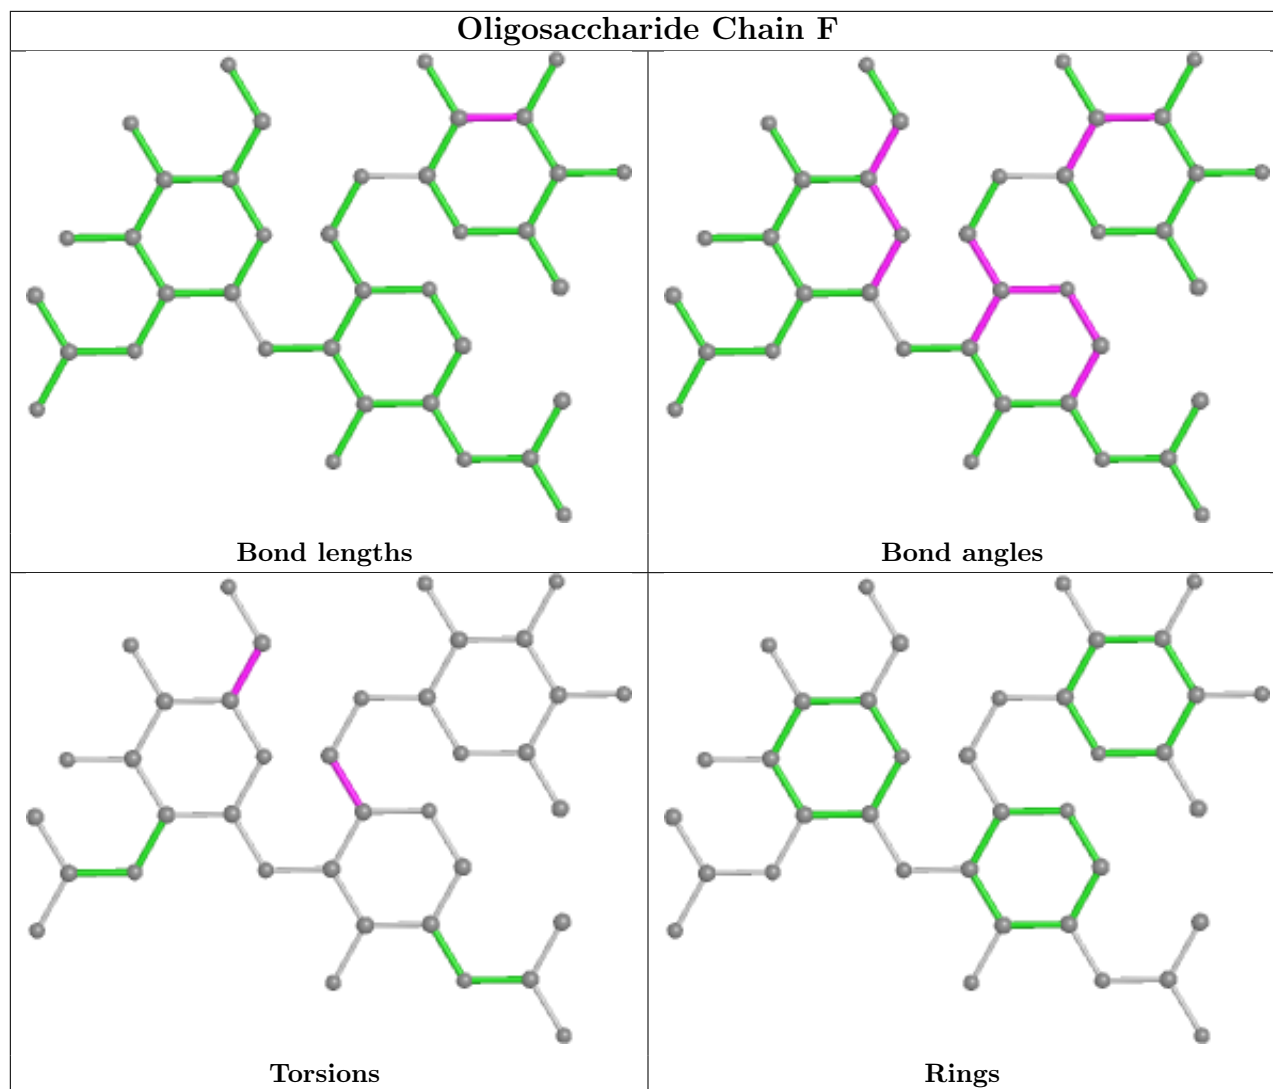 Oligosaccharide Chain F
Bond lengths
Bond angles
Torsions
Rings